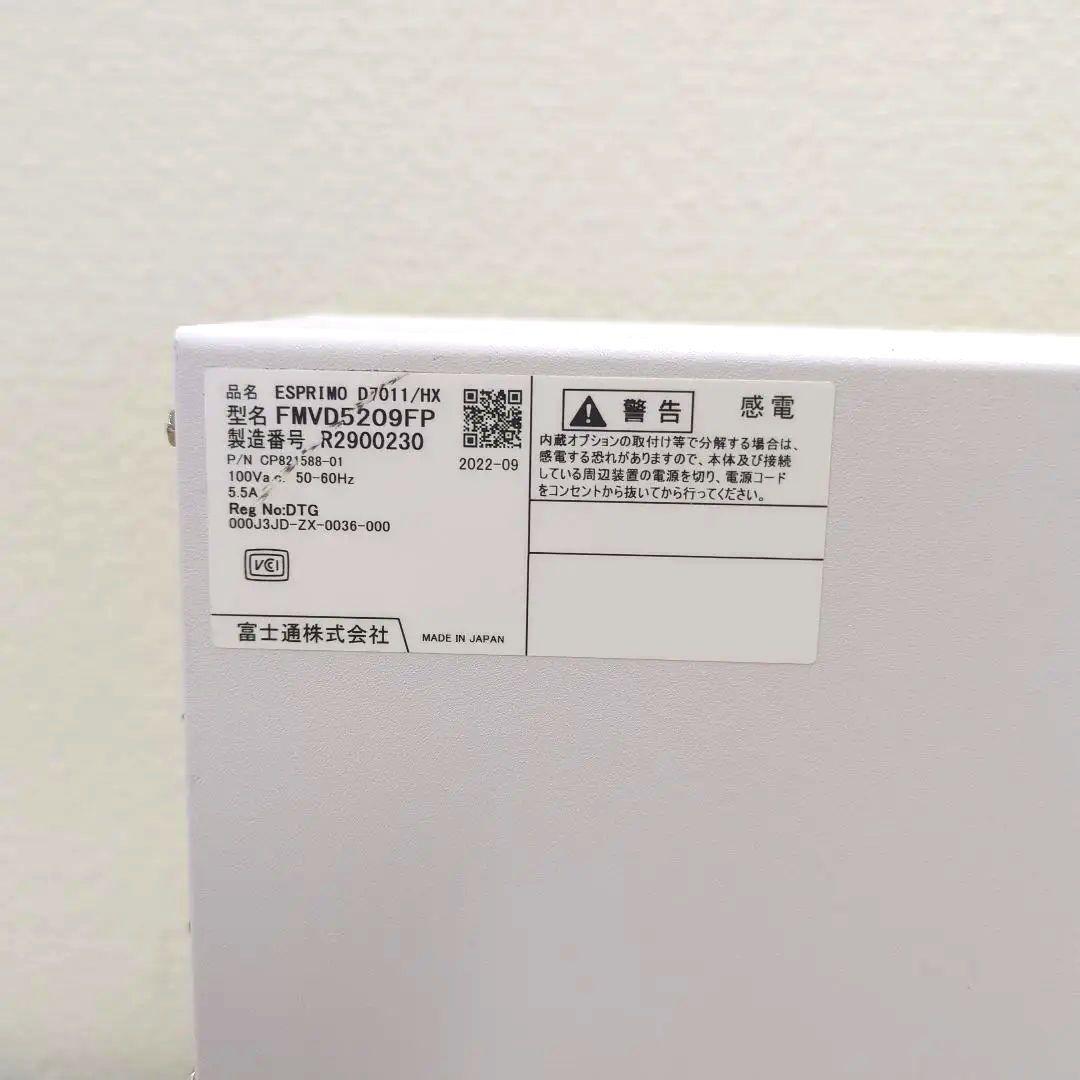 品名 ESPRIMO D7011/HX
型名 FMVD5209FP
製造番号 R2900230
P/N CP821588-01
2022-09
100Va.c. 50-60Hz
5.5A
Reg No:DTG
000J3JD-ZX-0036-000
VCCI
富士通株式会社
MADE IN JAPAN
警告 感電
内蔵オプションの取付け等で分解する場合は、
感電する恐れがありますので、本体及び接続
している周辺装置の電源を切り、電源コード
をコンセントから抜いてから行ってください。